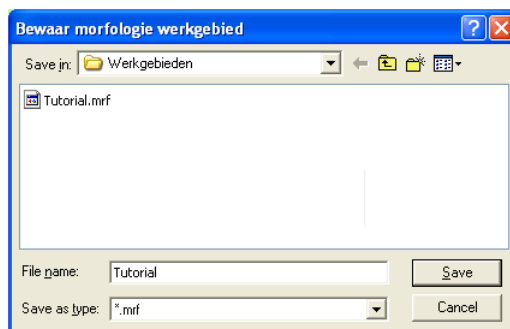 Bewaar morfologie werkgebied
Save in: Werkgebieden
Tutorial.mrf
File name: Tutorial Save
Save as type: *.mrf Cancel